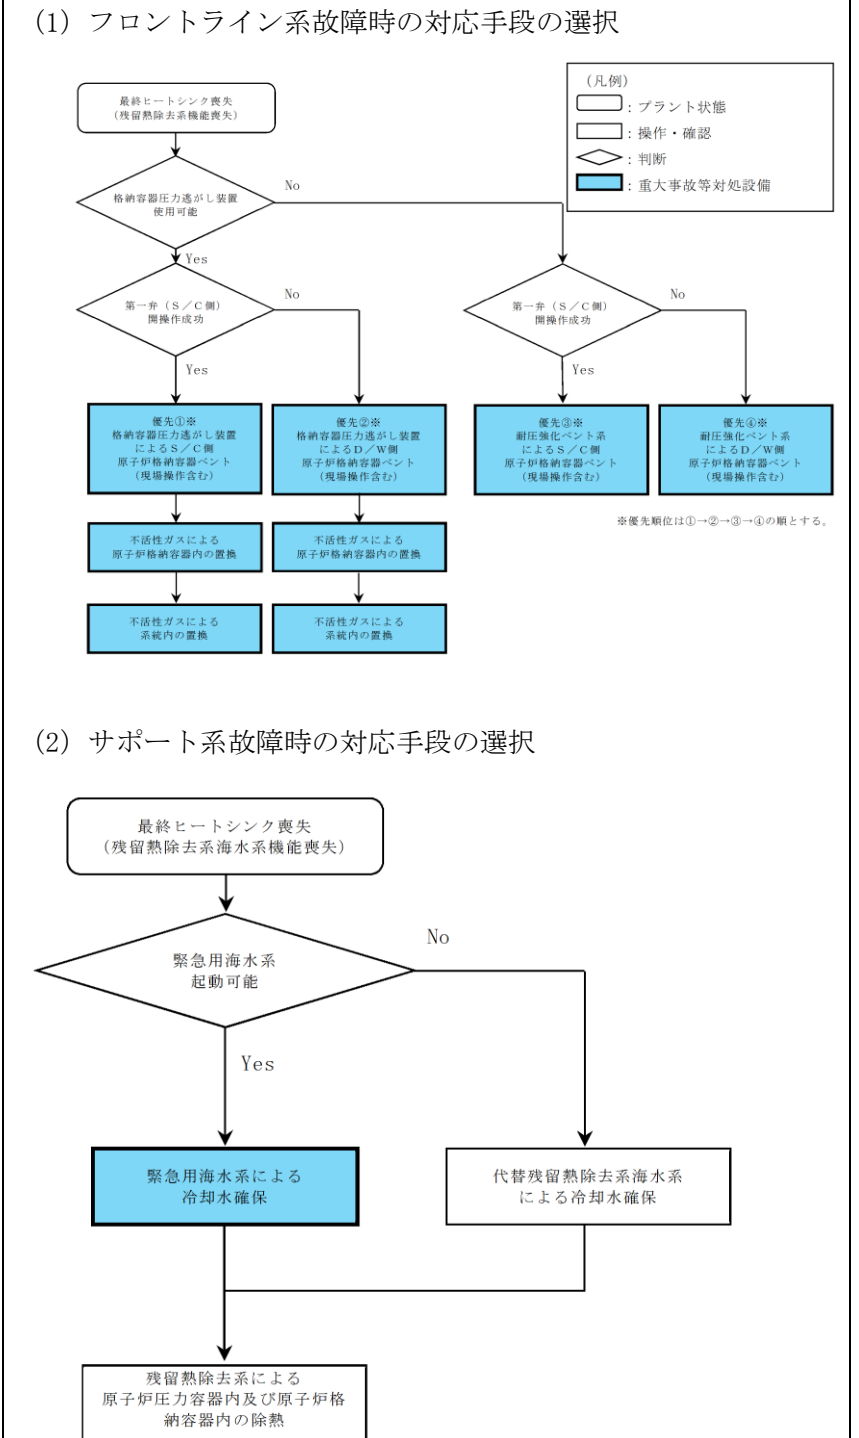 (1) フロントライン系故障時の対応手段の選択
(凡例)
：プラント状態
：操作・確認
：判断
：重大事故等対処設備
最終ヒートシンク喪失
(残留熱除去系機能喪失)
格納容器圧力逃がし装置
使用可能
No
Yes
第一弁（Ｓ／Ｃ側）
開操作成功
No
Yes
第一弁（Ｓ／Ｃ側）
開操作成功
No
Yes
優先①※
格納容器圧力逃がし装置
によるＳ／Ｃ側
原子炉格納容器ベント
(現場操作含む)
優先②※
格納容器圧力逃がし装置
によるＤ／Ｗ側
原子炉格納容器ベント
(現場操作含む)
優先③※
耐圧強化ベント系
によるＳ／Ｃ側
原子炉格納容器ベント
(現場操作含む)
優先④※
耐圧強化ベント系
によるＤ／Ｗ側
原子炉格納容器ベント
(現場操作含む)
※優先順位は①→②→③→④の順とする。
不活性ガスによる
原子炉格納容器内の置換
不活性ガスによる
原子炉格納容器内の置換
不活性ガスによる
系統内の置換
不活性ガスによる
系統内の置換
(2) サポート系故障時の対応手段の選択
最終ヒートシンク喪失
(残留熱除去系海水系機能喪失)
緊急用海水系
起動可能
No
Yes
緊急用海水系による
冷却水確保
代替残留熱除去系海水系
による冷却水確保
残留熱除去系による
原子炉圧力容器内及び原子炉格
納容器内の除熱